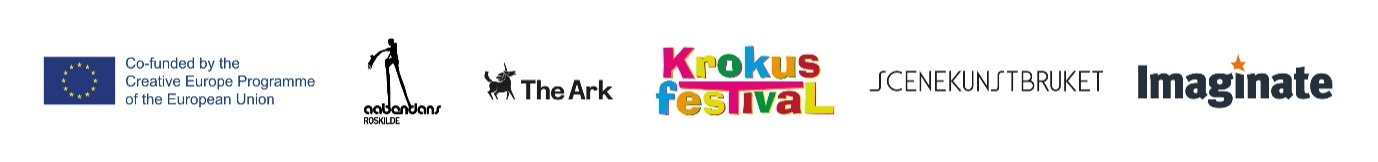 Co-funded by the
Creative Europe Programme
of the European Union
aabendans
ROSKILDE
The Ark
Krokus
festival
SCENEKUNSTBRUKET
Imaginate